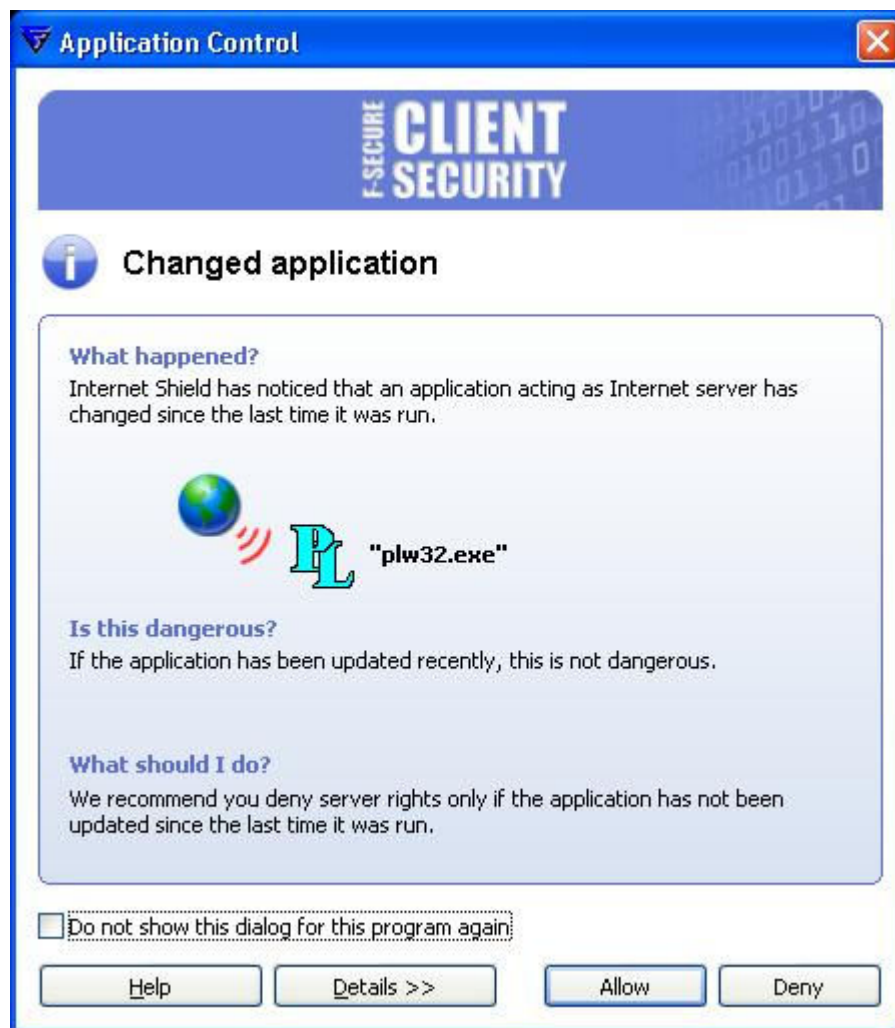 Application Control
F-SECURE CLIENT SECURITY
Changed application
What happened?
Internet Shield has noticed that an application acting as Internet server has
changed since the last time it was run.
PL "plw32.exe"
Is this dangerous?
If the application has been updated recently, this is not dangerous.
What should I do?
We recommend you deny server rights only if the application has not been
updated since the last time it was run.
Do not show this dialog for this program again
Help Details >> Allow Deny